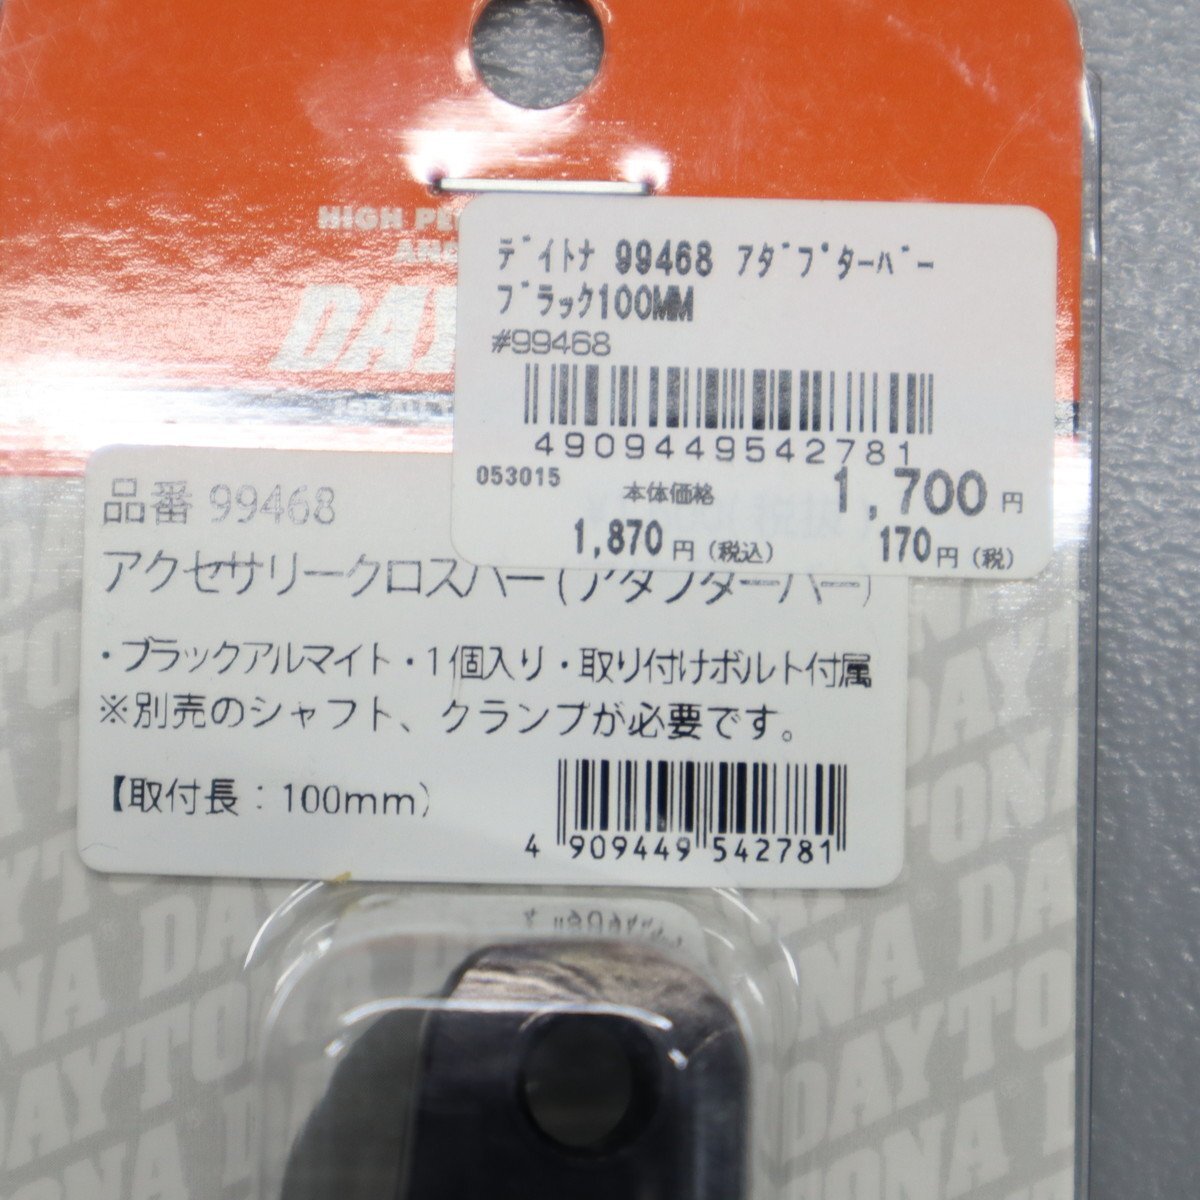 HIGH PE
AND
DAY
FOR ALL
ﾃﾞｲﾄﾅ 99468 ｱﾀﾞﾌﾟﾀｰﾊﾞｰ
ﾌﾞﾗｯｸ100MM
#99468
4909449542781
053015 本体価格 1,700円
1,870円（税込） 170円（税）
品番 99468
アクセサリークロスバー(アダプターバー)
・ブラックアルマイト・1個入り・取り付けボルト付属
※別売のシャフト、クランプが必要です。
【取付長：100mm】
4 909449 542781
DAYTONA